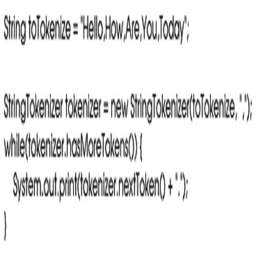 String toTokenize = "Hello,How,Are,You,Today";
StringTokenizer tokenizer = new StringTokenizer(toTokenize, ",");
while(tokenizer.hasMoreTokens()) {
System.out.print(tokenizer.nextToken() + ".");
}